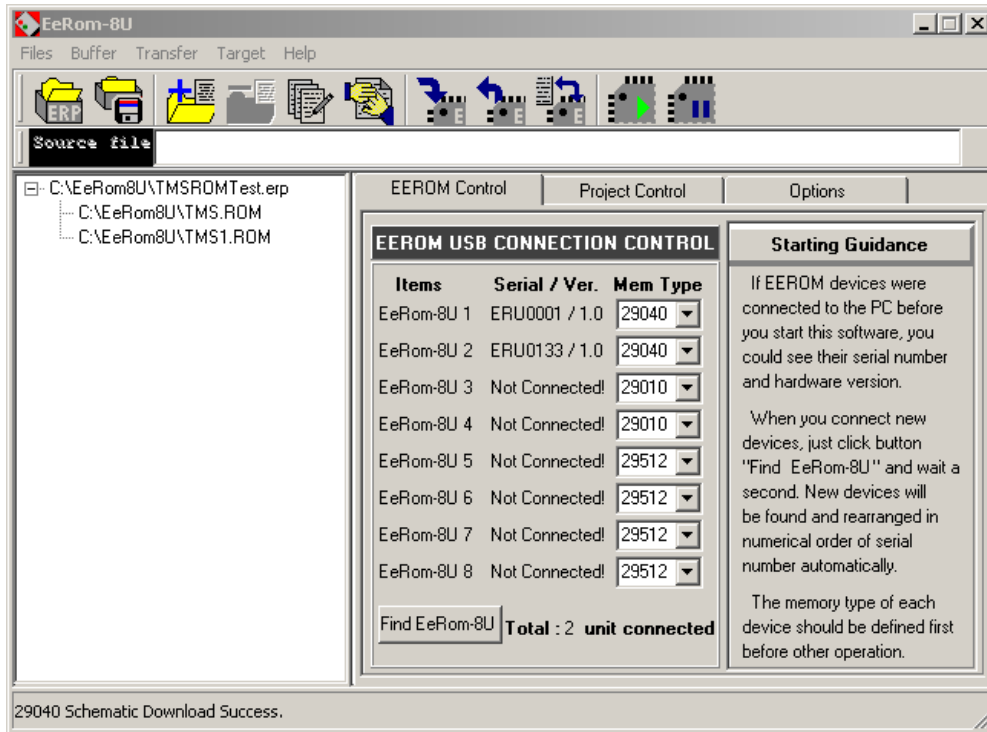 EeRom-8U
Files Buffer Transfer Target Help
ERP E E E
Source file
C:\EeRom8U\TMSROMTest.erp
C:\EeRom8U\TMS.ROM
C:\EeRom8U\TMS1.ROM
EEROM Control Project Control Options
EEROM USB CONNECTION CONTROL
Items Serial / Ver. Mem Type
EeRom-8U 1 ERU0001 / 1.0 29040
EeRom-8U 2 ERU0133 / 1.0 29040
EeRom-8U 3 Not Connected! 29010
EeRom-8U 4 Not Connected! 29010
EeRom-8U 5 Not Connected! 29512
EeRom-8U 6 Not Connected! 29512
EeRom-8U 7 Not Connected! 29512
EeRom-8U 8 Not Connected! 29512
Find EeRom-8U Total : 2 unit connected
Starting Guidance
If EEROM devices were
connected to the PC before
you start this software, you
could see their serial number
and hardware version.
When you connect new
devices, just click button
"Find EeRom-8U" and wait a
second. New devices will
be found and rearranged in
numerical order of serial
number automatically.
The memory type of each
device should be defined first
before other operation.
29040 Schematic Download Success.